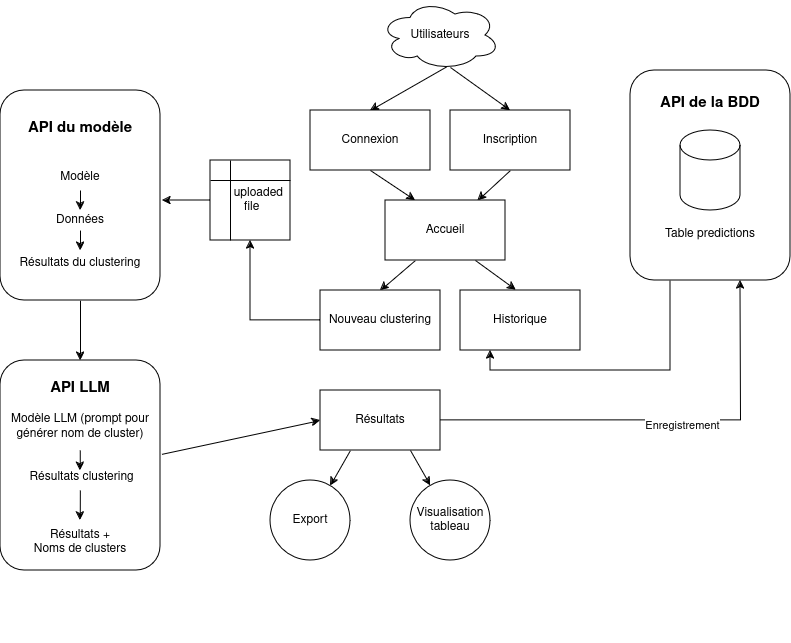 Utilisateurs
Connexion
Inscription
Accueil
Nouveau clustering
Historique
uploaded
file
API du modèle
Modèle
Données
Résultats du clustering
API LLM
Modèle LLM (prompt pour
générer nom de cluster)
Résultats clustering
Résultats +
Noms de clusters
Résultats
Export
Visualisation
tableau
Enregistrement
API de la BDD
Table predictions